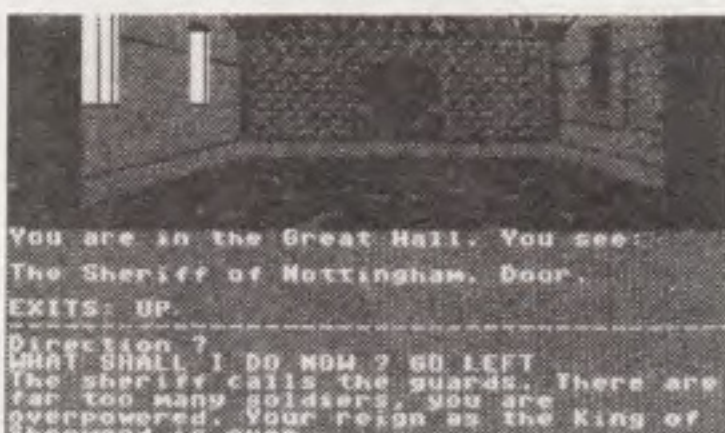 You are in the Great Hall. You see:
The Sheriff of Nottingham. Door.
EXITS: UP.
Direction ?
WHAT SHALL I DO NOW ? GO LEFT
The sheriff calls the guards. There are
far too many soldiers, you are
overpowered. Your reign as the King of